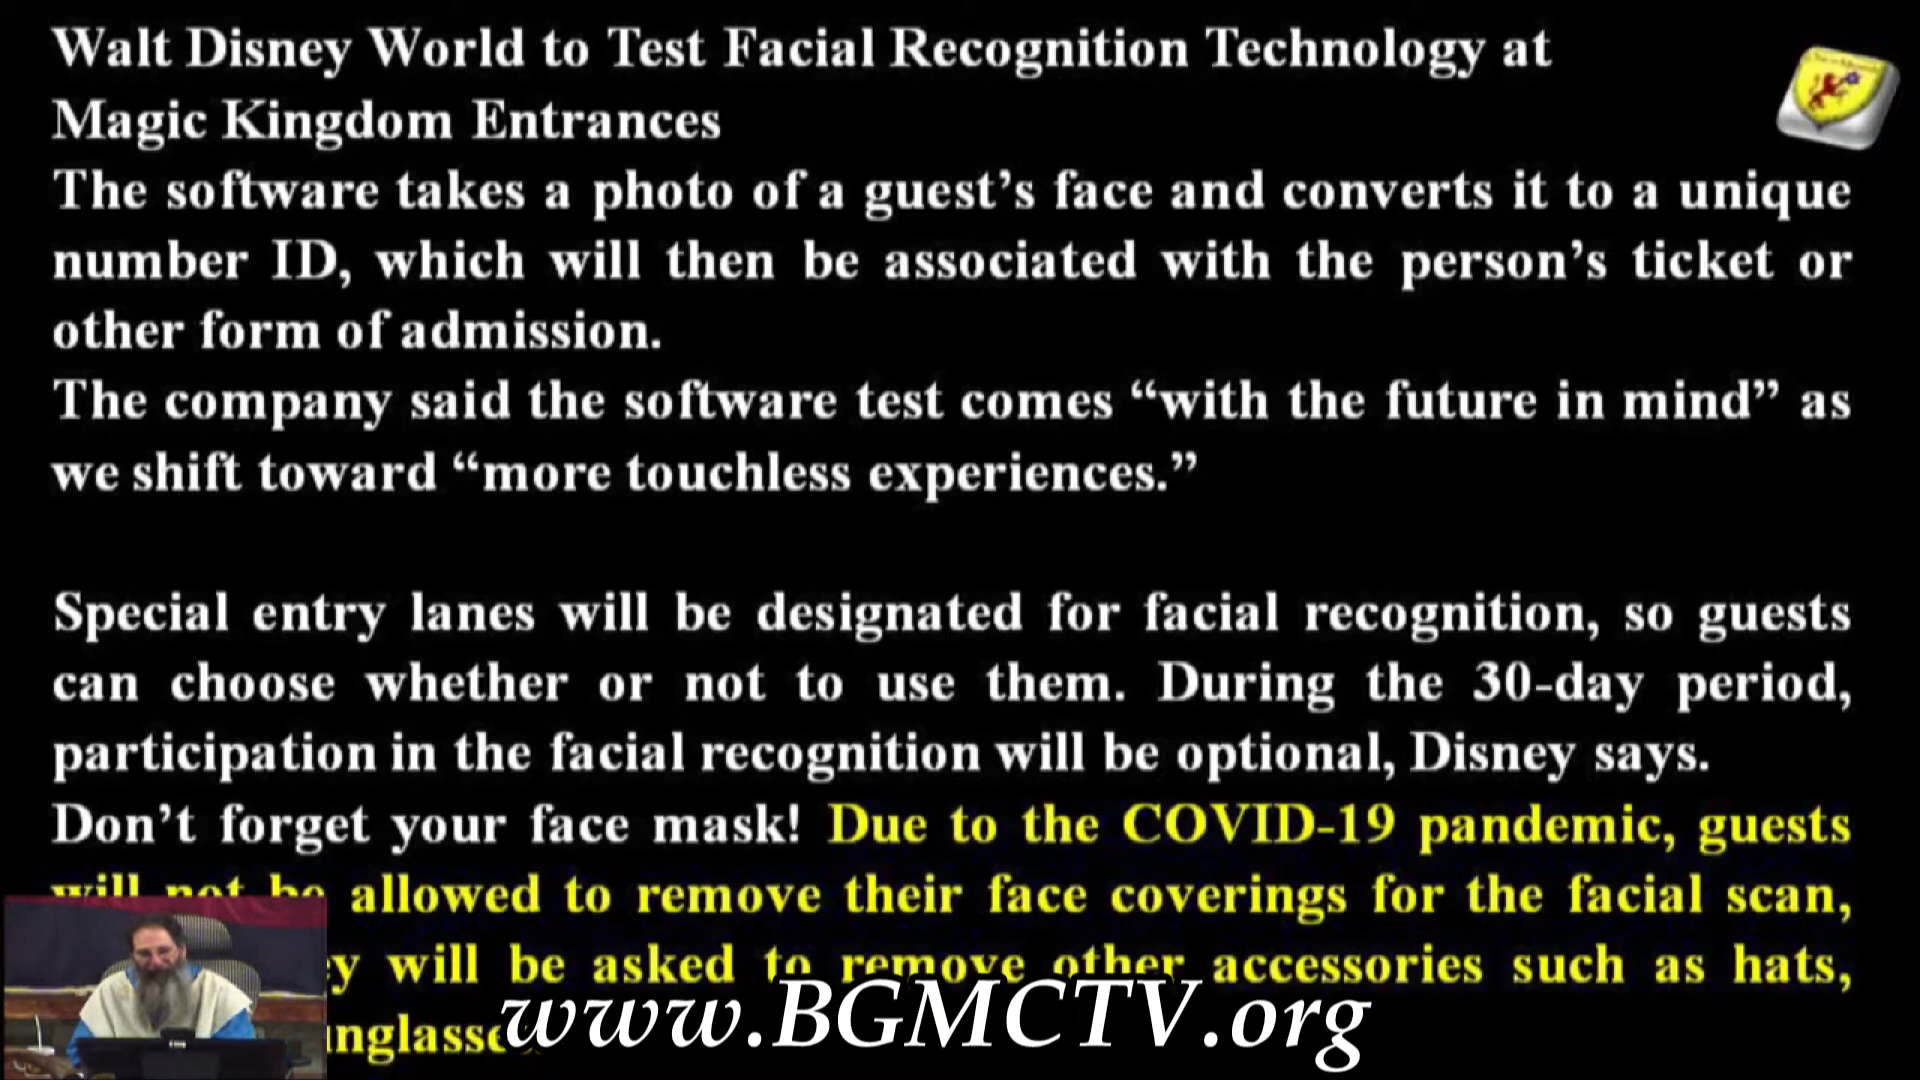 Walt Disney World to Test Facial Recognition Technology at
Magic Kingdom Entrances
The software takes a photo of a guest’s face and converts it to a unique
number ID, which will then be associated with the person’s ticket or
other form of admission.
The company said the software test comes “with the future in mind” as
we shift toward “more touchless experiences.”
Special entry lanes will be designated for facial recognition, so guests
can choose whether or not to use them. During the 30-day period,
participation in the facial recognition will be optional, Disney says.
Don’t forget your face mask! Due to the COVID-19 pandemic, guests
will not be allowed to remove their face coverings for the facial scan,
will be asked to remove other accessories such as hats,
www.BGMCTV.org